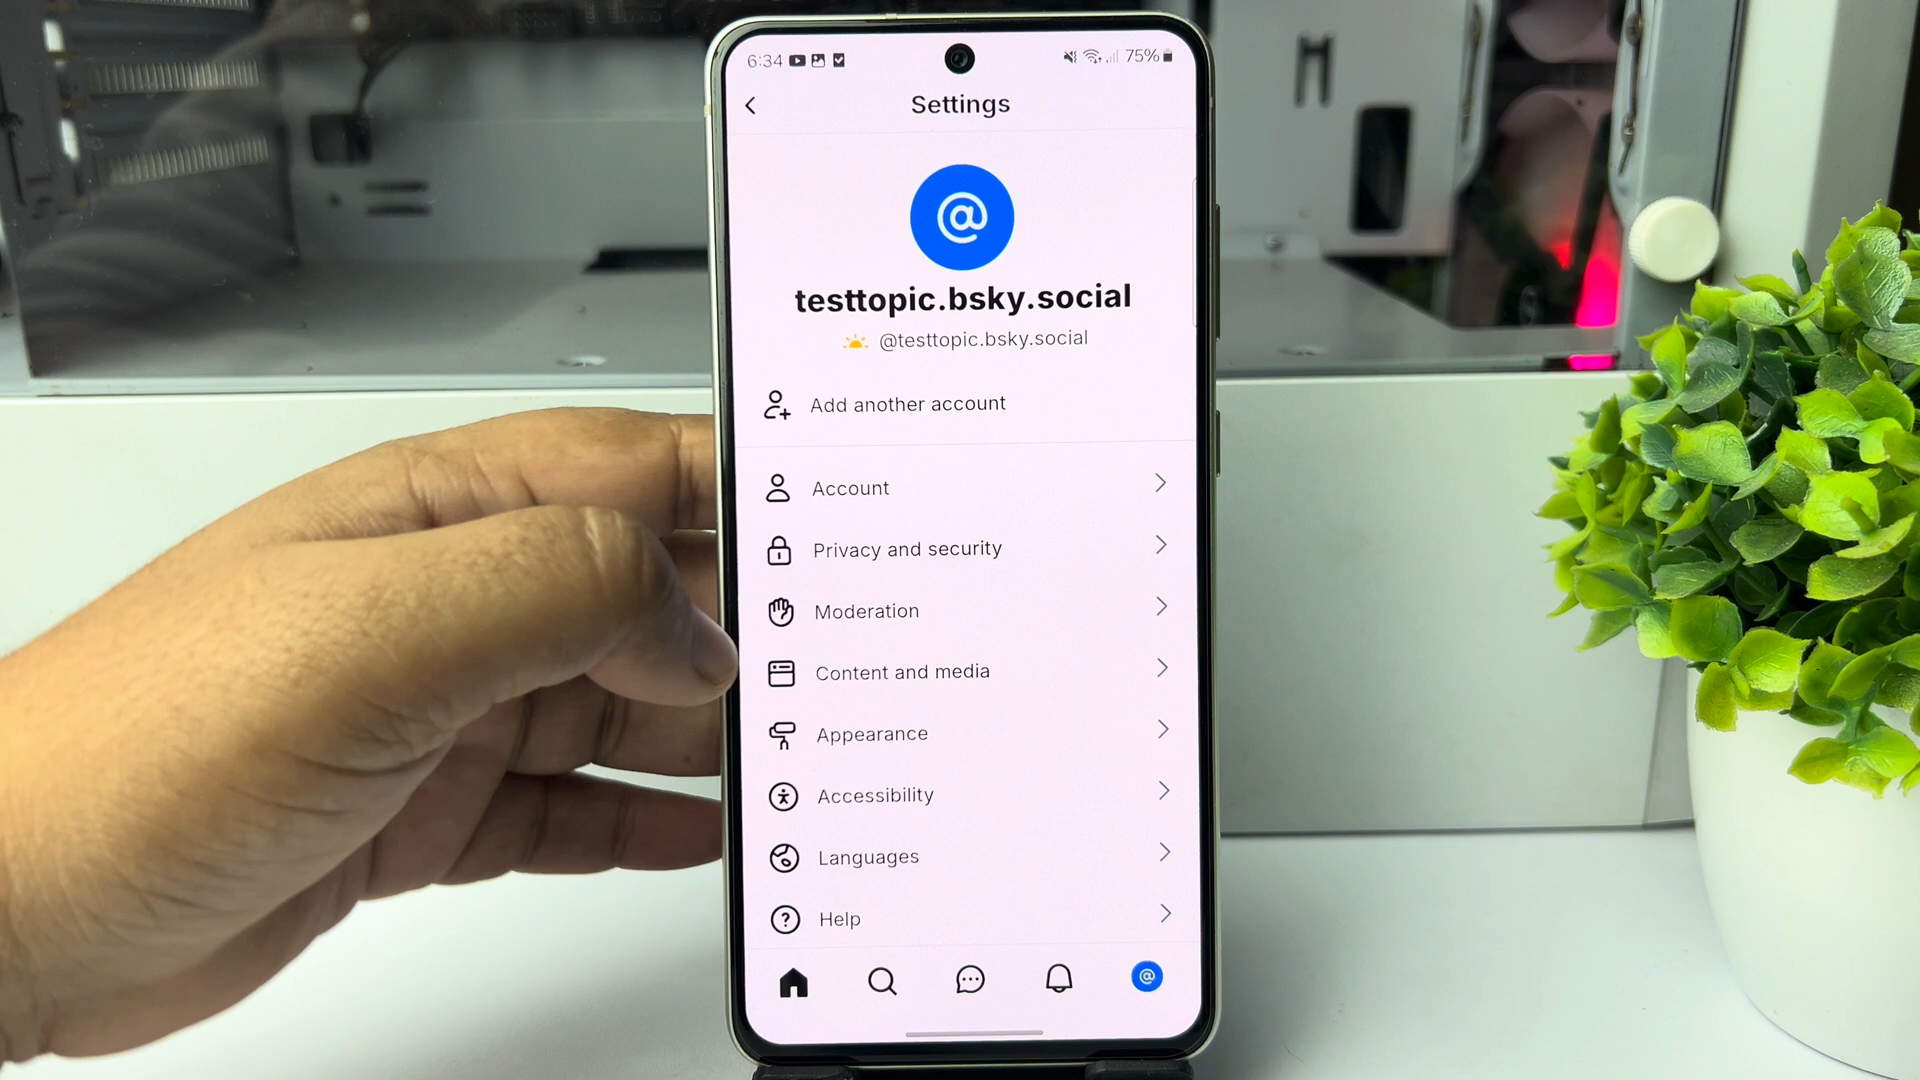 6:34 75%
Settings
@
testtopic.bsky.social
@testtopic.bsky.social
Add another account
Account
Privacy and security
Moderation
Content and media
Appearance
Accessibility
Languages
Help
@